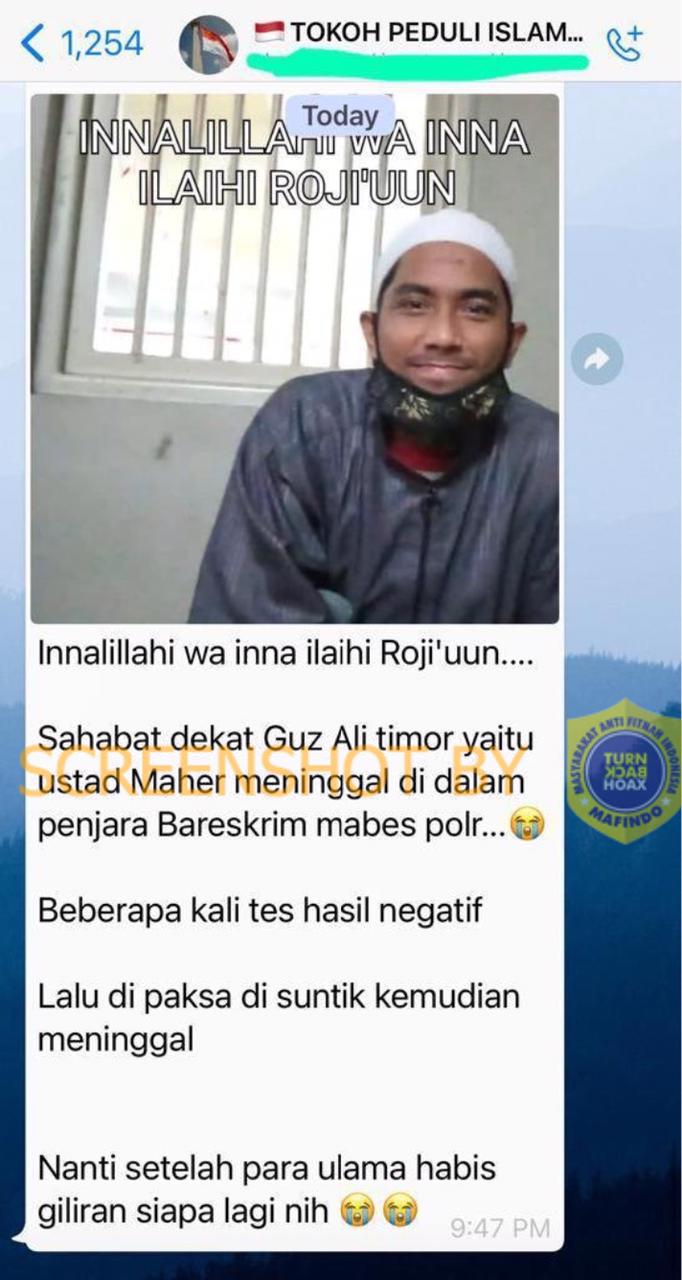 1,254
🇮🇩 TOKOH PEDULI ISLAM...
Today
INNALILLAHI WA INNA
ILAIHI ROJI'UUN
Innalillahi wa inna ilaihi Roji'uun....
Sahabat dekat Guz Ali timor yaitu
ustad Maher meninggal di dalam
penjara Bareskrim mabes polr...😭
SCREENSHOT BY
MASYARAKAT ANTI FITNAH INDONESIA
TURN
BACK
HOAX
MAFINDO
Beberapa kali tes hasil negatif
Lalu di paksa di suntik kemudian
meninggal
Nanti setelah para ulama habis
giliran siapa lagi nih 😭 😭
9:47 PM